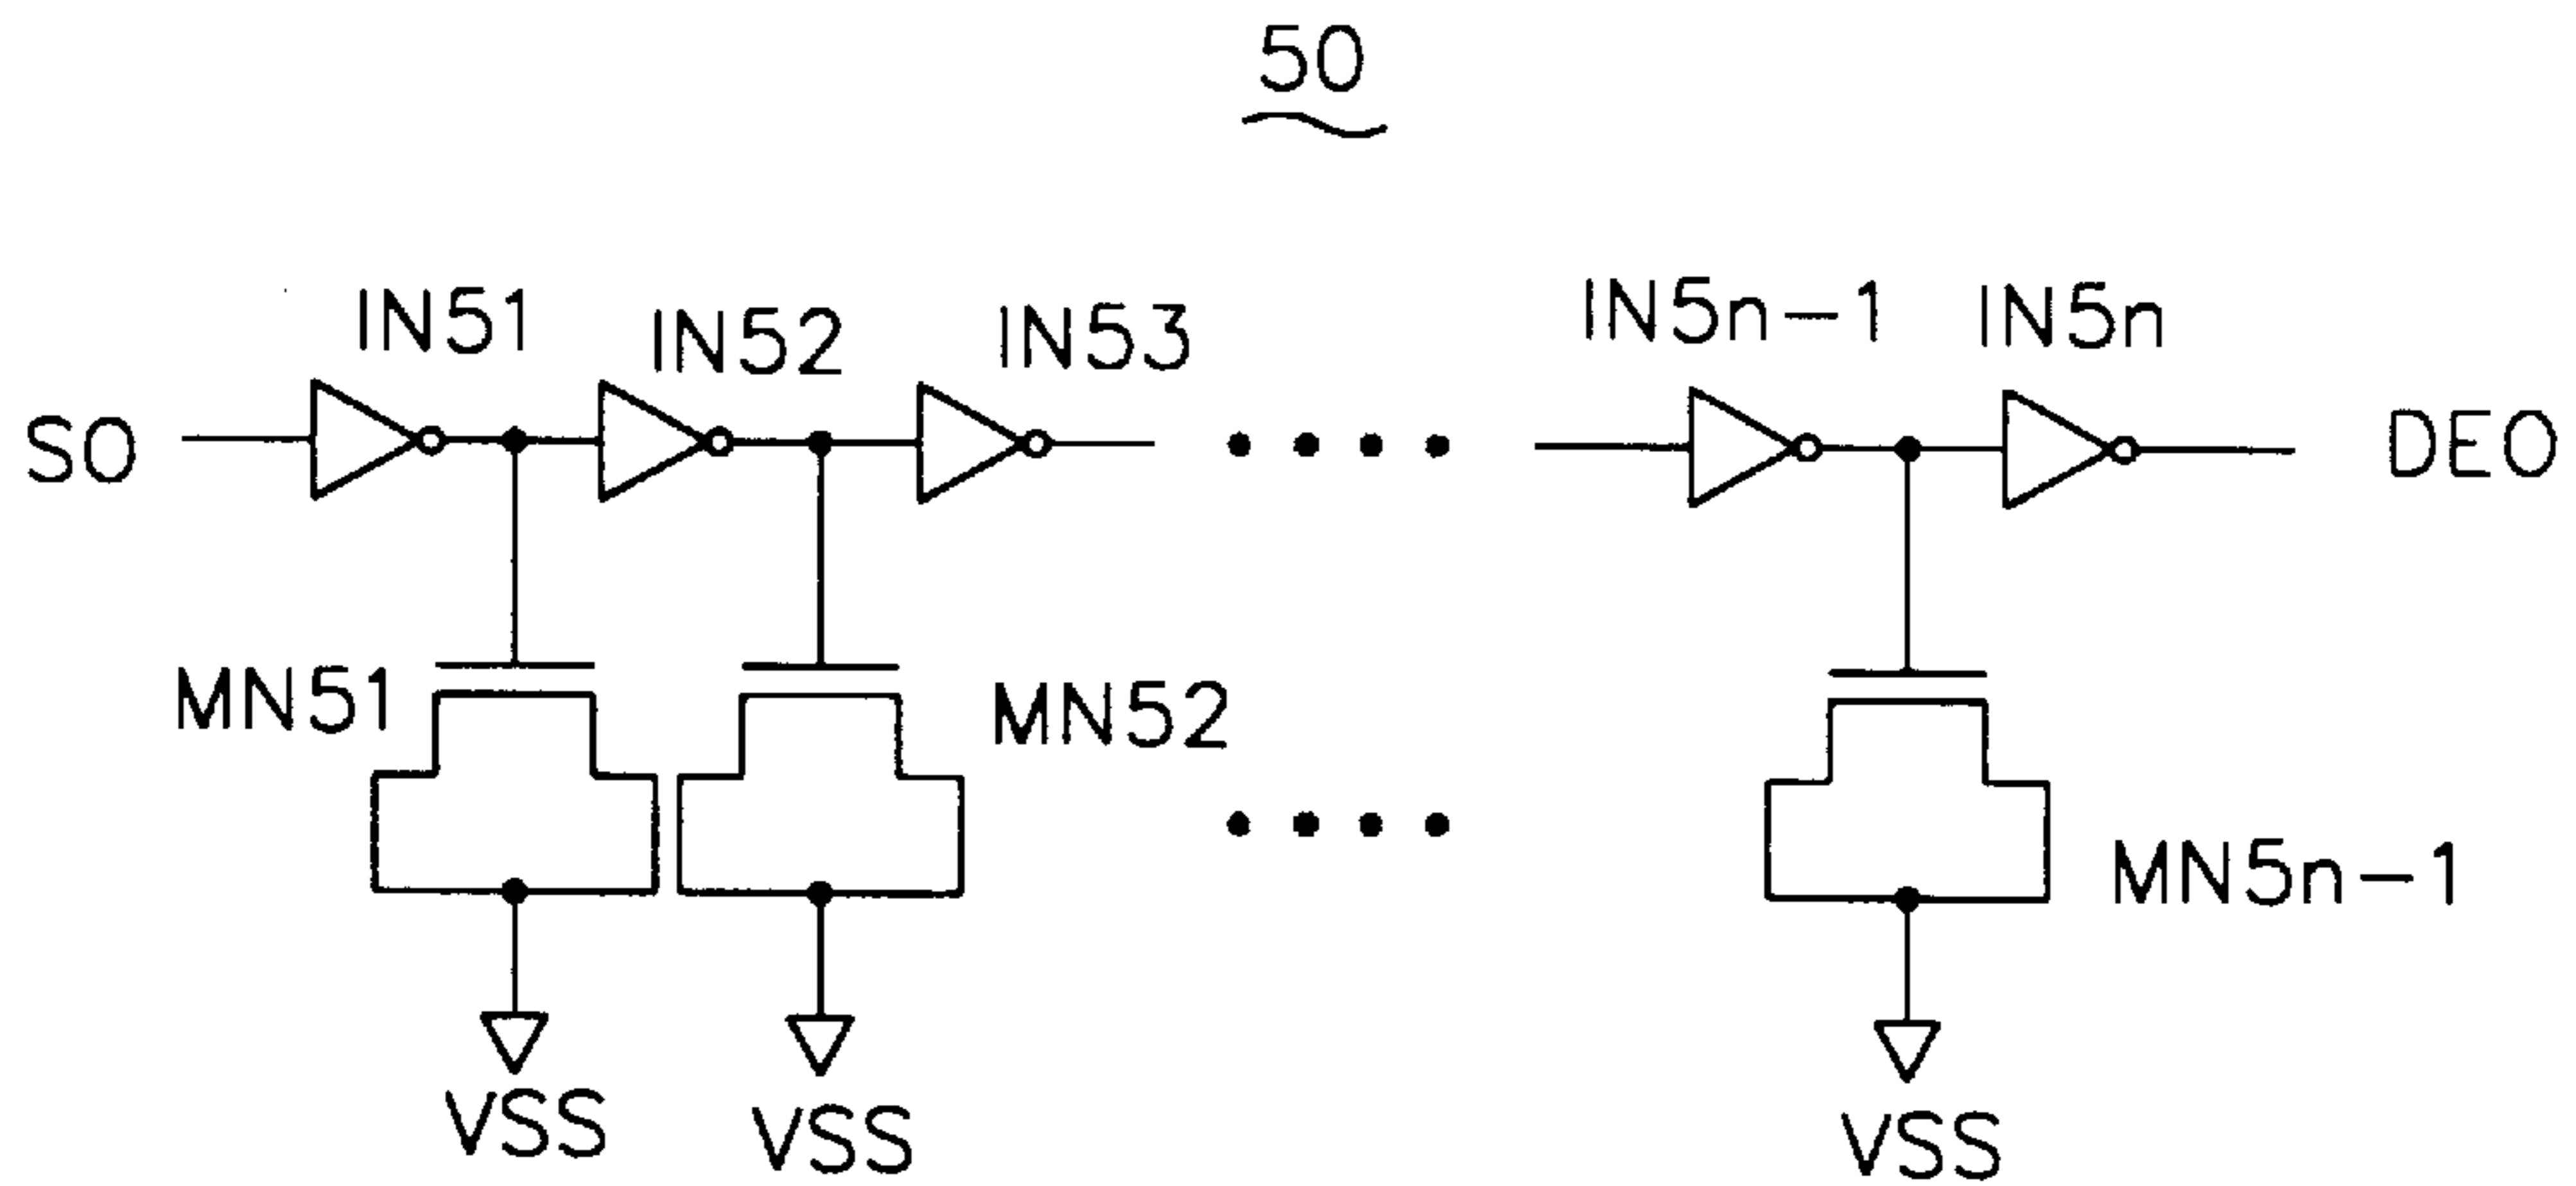 50
IN51 IN52 IN53 IN5n-1 IN5n
SO DEO
MN51 MN52
MN5n-1
VSS VSS VSS